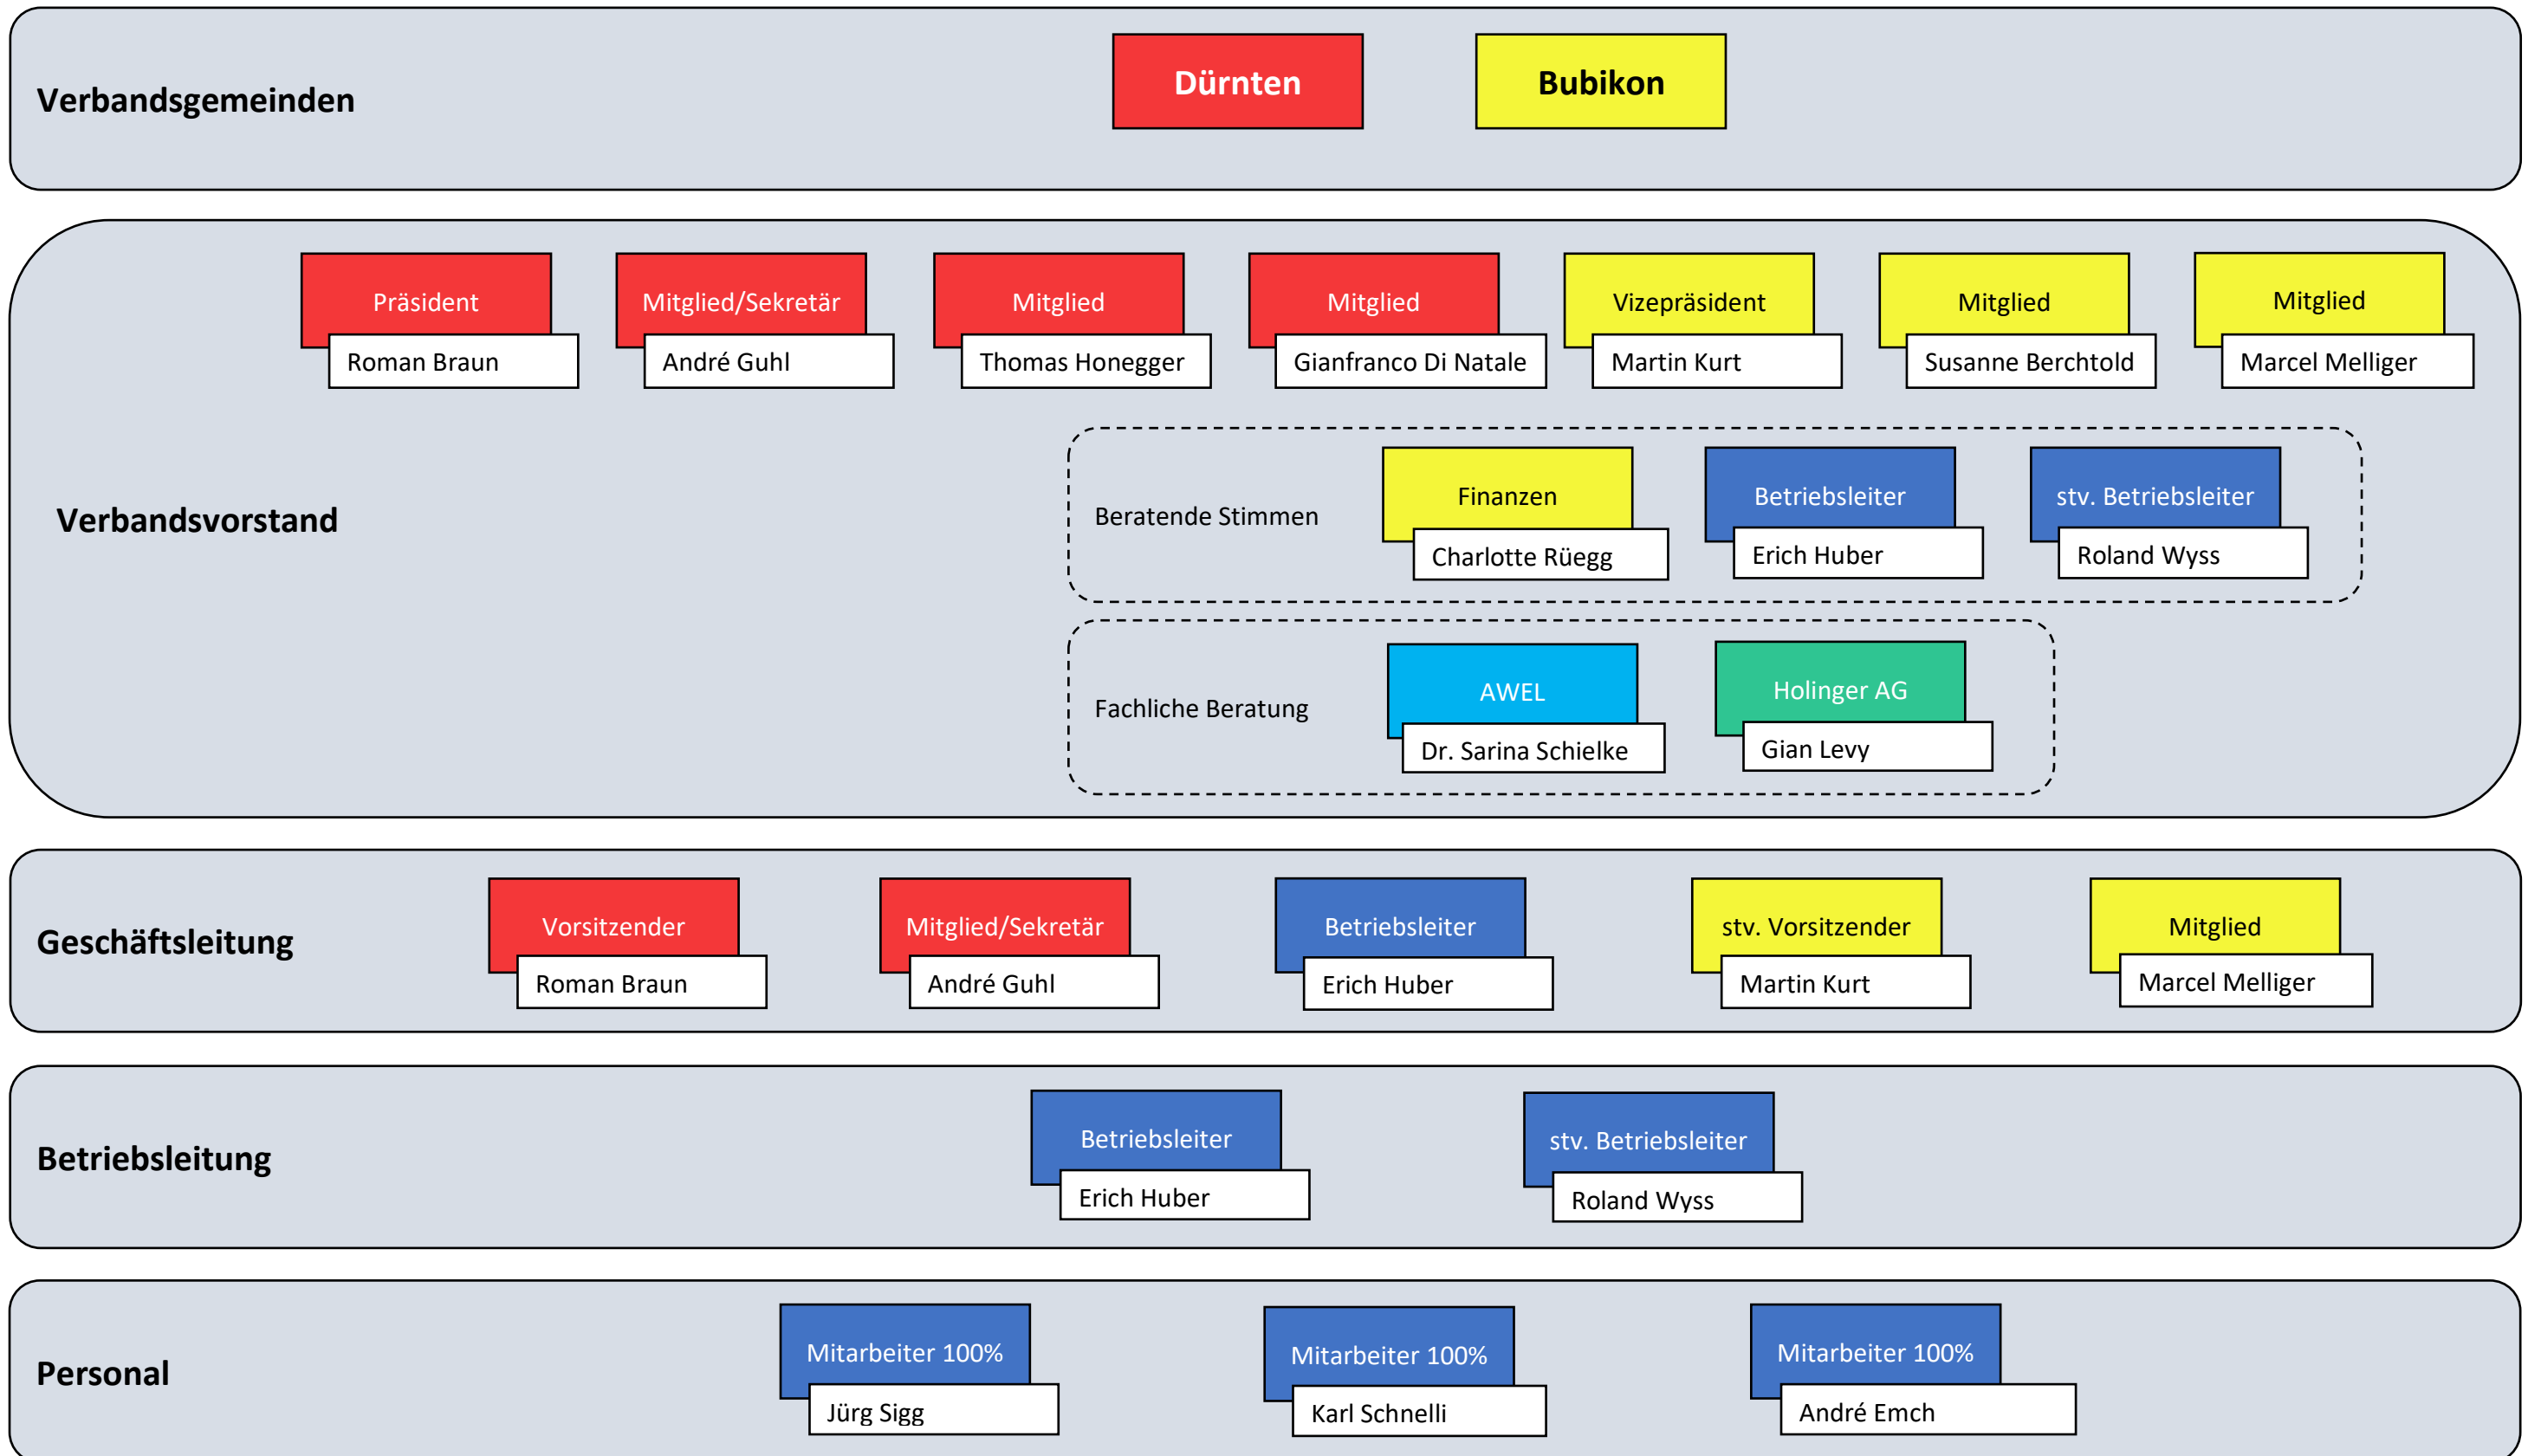 Verbandsgemeinden
Dürnten
Bubikon
Verbandsvorstand
Präsident
Roman Braun
Mitglied/Sekretär
André Guhl
Mitglied
Thomas Honegger
Mitglied
Gianfranco Di Natale
Vizepräsident
Martin Kurt
Mitglied
Susanne Berchtold
Mitglied
Marcel Melliger
Beratende Stimmen
Finanzen
Charlotte Rüegg
Betriebsleiter
Erich Huber
stv. Betriebsleiter
Roland Wyss
Fachliche Beratung
AWEL
Dr. Sarina Schielke
Holinger AG
Gian Levy
Geschäftsleitung
Vorsitzender
Roman Braun
Mitglied/Sekretär
André Guhl
Betriebsleiter
Erich Huber
stv. Vorsitzender
Martin Kurt
Mitglied
Marcel Melliger
Betriebsleitung
Betriebsleiter
Erich Huber
stv. Betriebsleiter
Roland Wyss
Personal
Mitarbeiter 100%
Jürg Sigg
Mitarbeiter 100%
Karl Schnelli
Mitarbeiter 100%
André Emch